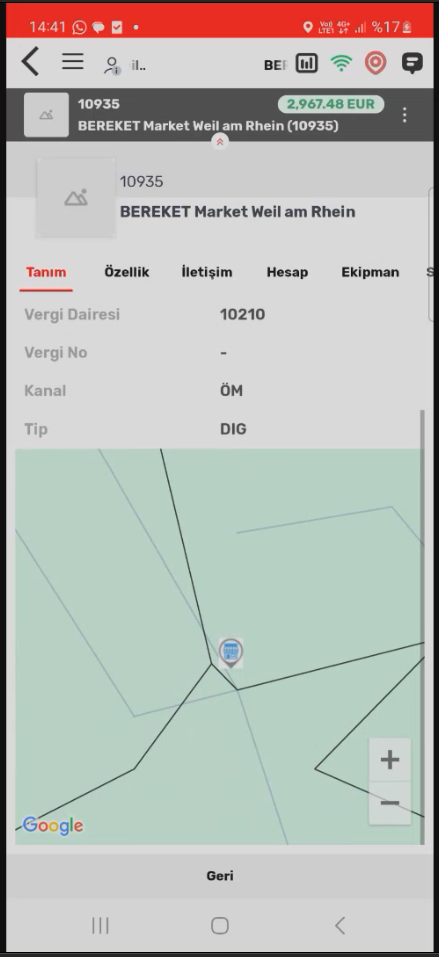 14:41 VoB LTE1 4G+ %17
il.. BEF
10935 2,967.48 EUR
BEREKET Market Weil am Rhein (10935)
10935
BEREKET Market Weil am Rhein
Tanım Özellik İletişim Hesap Ekipman S
Vergi Dairesi 10210
Vergi No -
Kanal ÖM
Tip DIG
+
−
Google
Geri